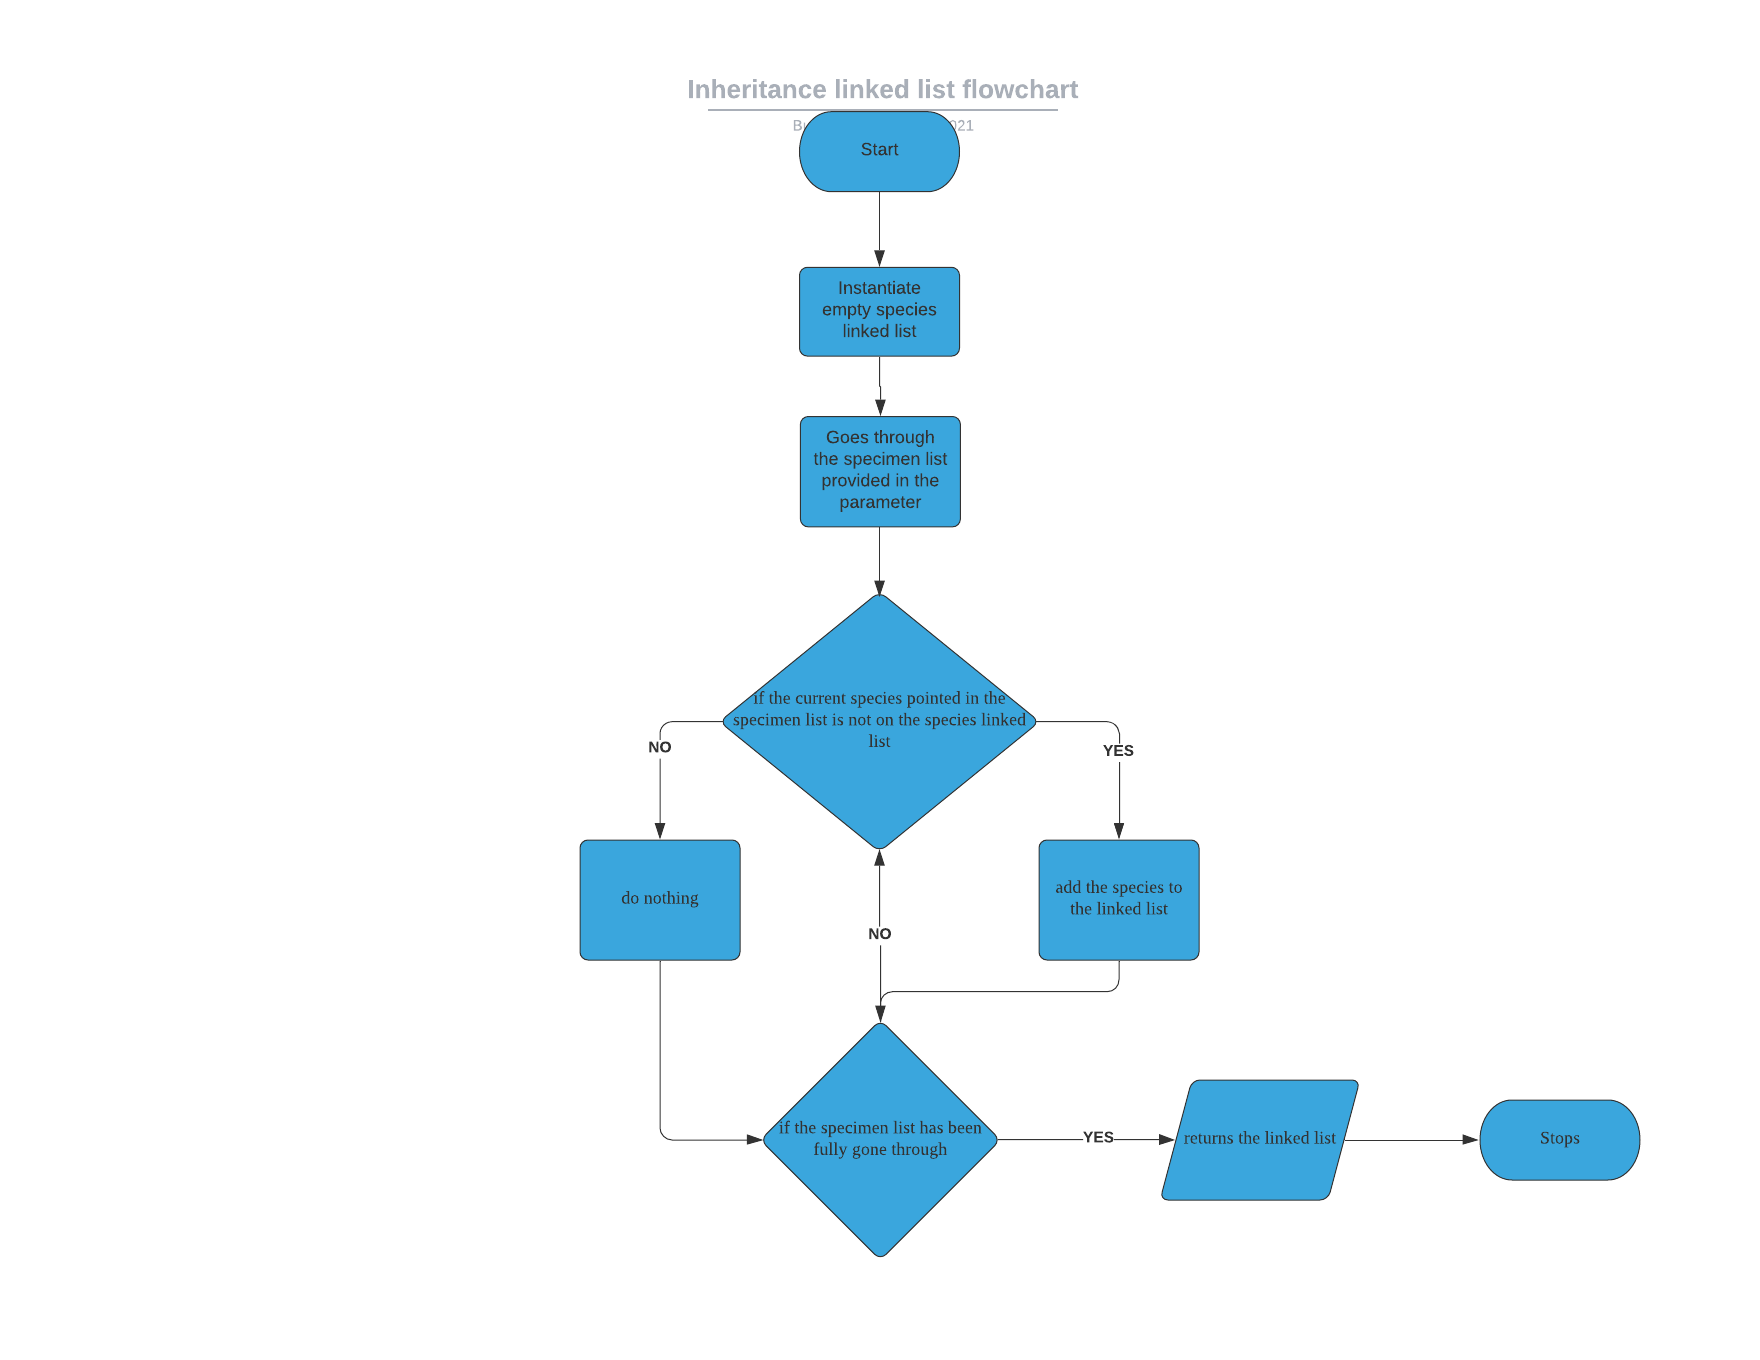 Inheritance linked list flowchart
Start
Instantiate
empty species
linked list
Goes through
the specimen list
provided in the
parameter
if the current species pointed in the
specimen list is not on the species linked
list
NO
YES
do nothing
add the species to
the linked list
NO
if the specimen list has been
fully gone through
YES
returns the linked list
Stops